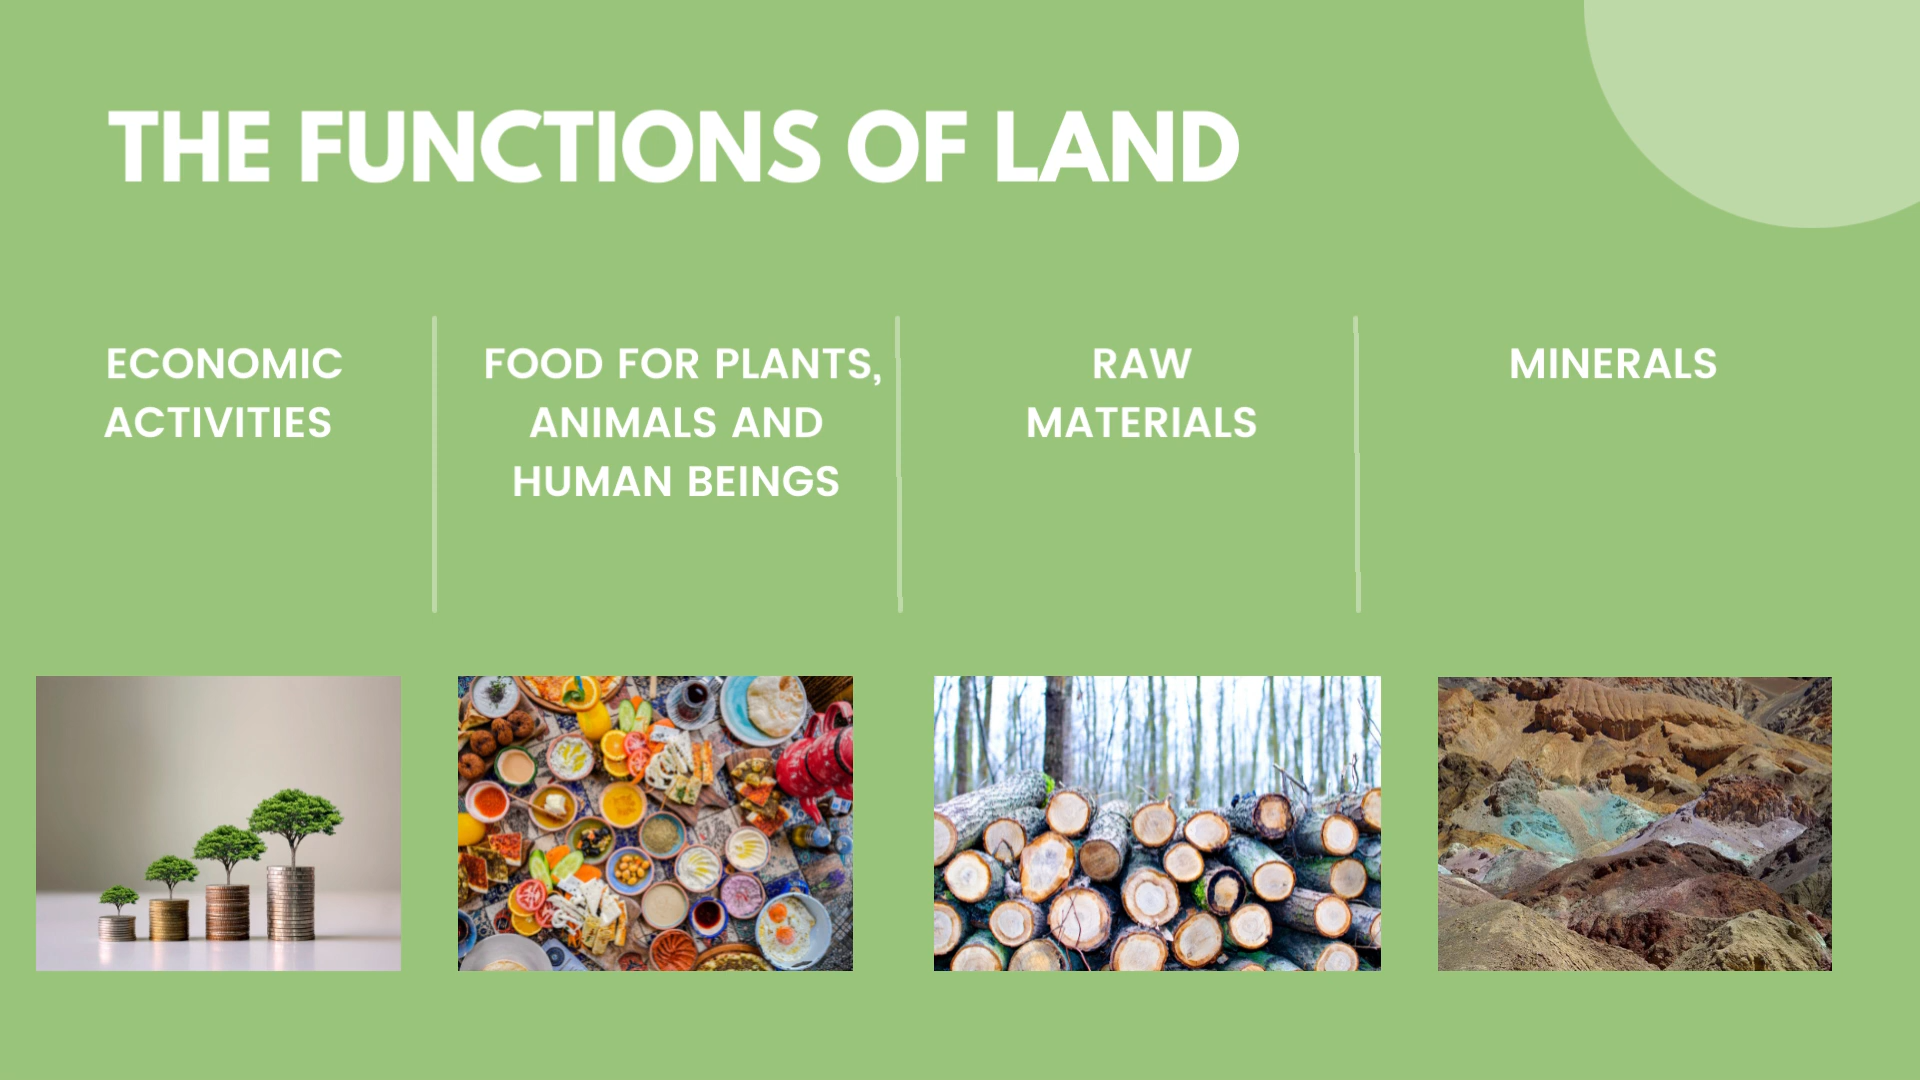 THE FUNCTIONS OF LAND
ECONOMIC
ACTIVITIES
FOOD FOR PLANTS,
ANIMALS AND
HUMAN BEINGS
RAW
MATERIALS
MINERALS